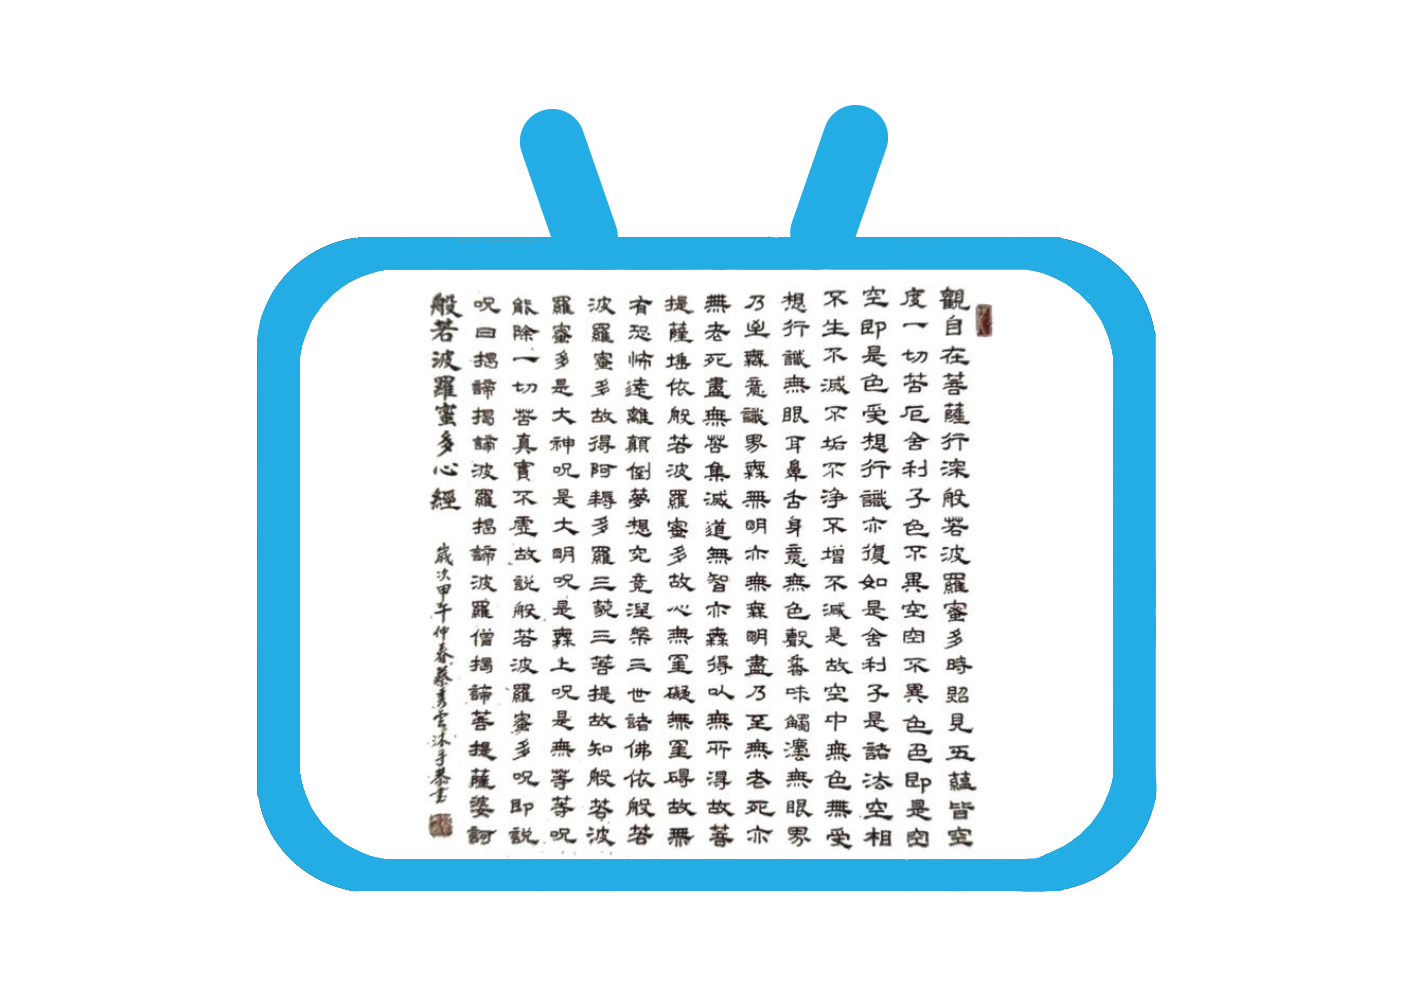 觀自在菩薩行深般若波羅蜜多時照見五蘊皆空
度一切苦厄舍利子色不異空空不異色色即是空
空即是色受想行識亦復如是舍利子是諸法空相
不生不滅不垢不淨不增不減是故空中無色無受
想行識無眼耳鼻舌身意無色聲香味觸法無眼界
乃至無意識界無無明亦無無明盡乃至無老死亦
無老死盡無苦集滅道無智亦無得以無所得故菩
提薩埵依般若波羅蜜多故心無罣礙無罣碍故無
有恐怖遠離顛倒夢想究竟涅槃三世諸佛依般若
波羅蜜多故得阿耨多羅三藐三菩提故知般若波
羅蜜多是大神呪是大明呪是無上呪是無等等呪
能除一切苦真實不虛故說般若波羅蜜多呪即說
呪曰揭諦揭諦波羅揭諦波羅僧揭諦菩提薩婆訶
般若波羅蜜多心經
歲次甲午仲春蔡秀雲沐手恭書